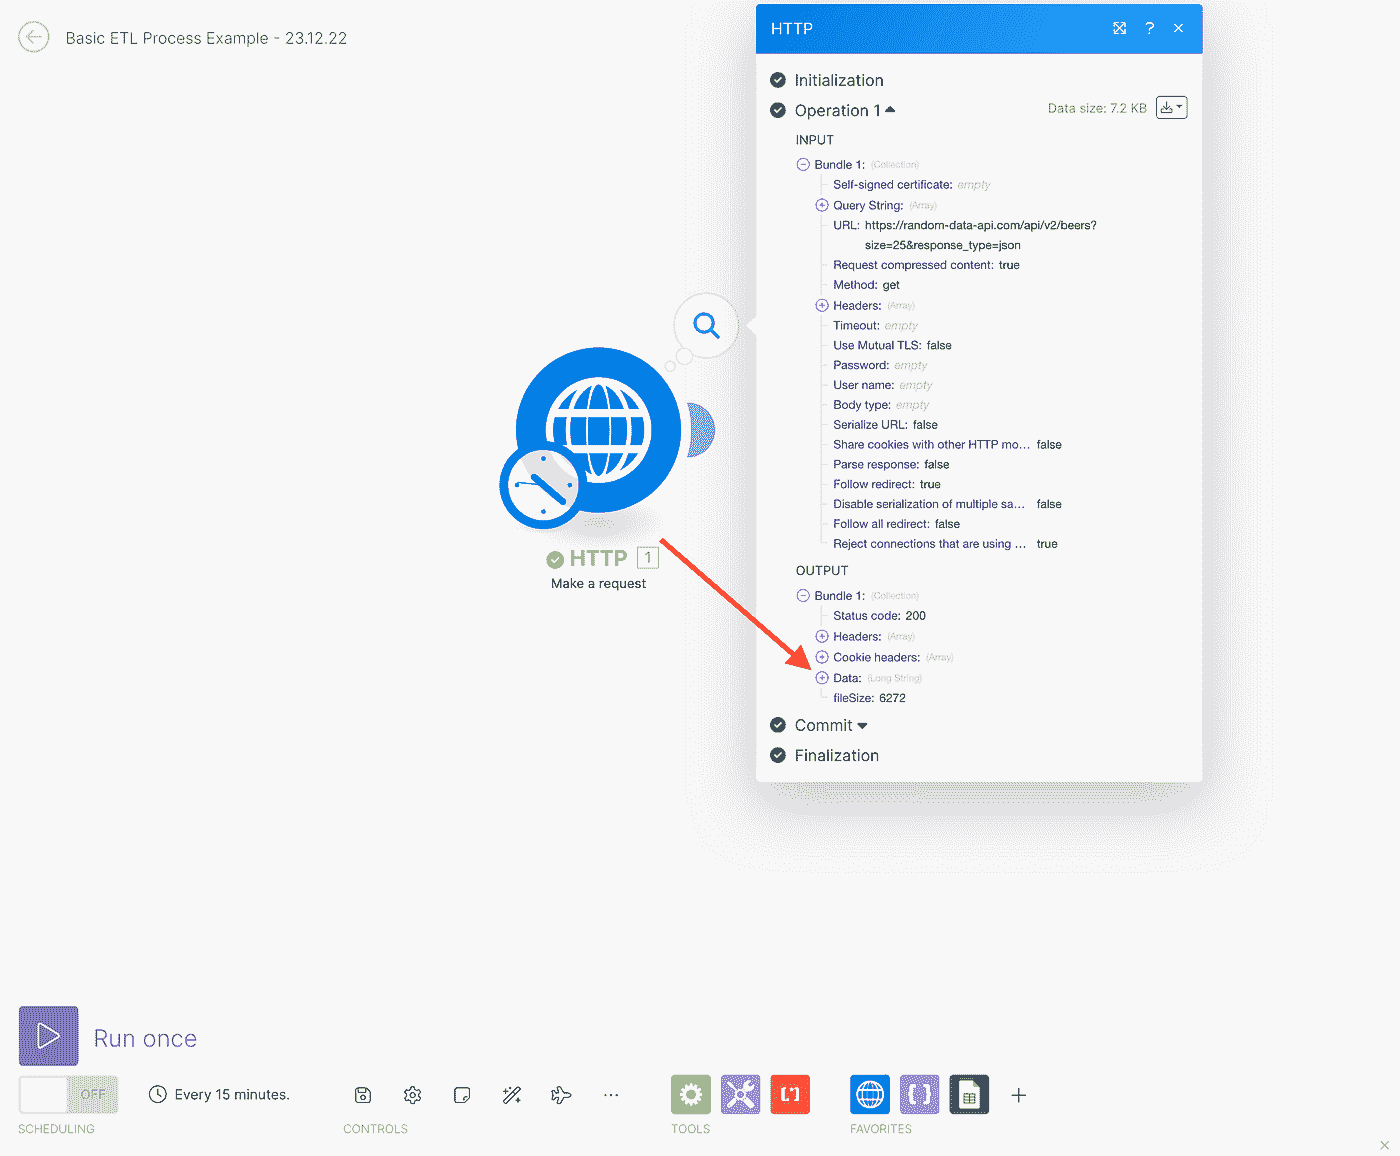 Basic ETL Process Example - 23.12.22
HTTP
?
Initialization
Operation 1
Data size: 7.2 KB
INPUT
Bundle 1: (Collection)
Self-signed certificate: empty
Query String: (Array)
URL: https://random-data-api.com/api/v2/beers?
size=25&response_type=json
Request compressed content: true
Method: get
Headers: (Array)
Timeout: empty
Use Mutual TLS: false
Password: empty
User name: empty
Body type: empty
Serialize URL: false
Share cookies with other HTTP mo... false
Parse response: false
Follow redirect: true
Disable serialization of multiple sa... false
Follow all redirect: false
Reject connections that are using ... true
OUTPUT
Bundle 1: (Collection)
Status code: 200
Headers: (Array)
Cookie headers: (Array)
Data: (Long String)
fileSize: 6272
Commit
Finalization
HTTP 1
Make a request
Run once
OFF
Every 15 minutes.
SCHEDULING
CONTROLS
TOOLS
FAVORITES